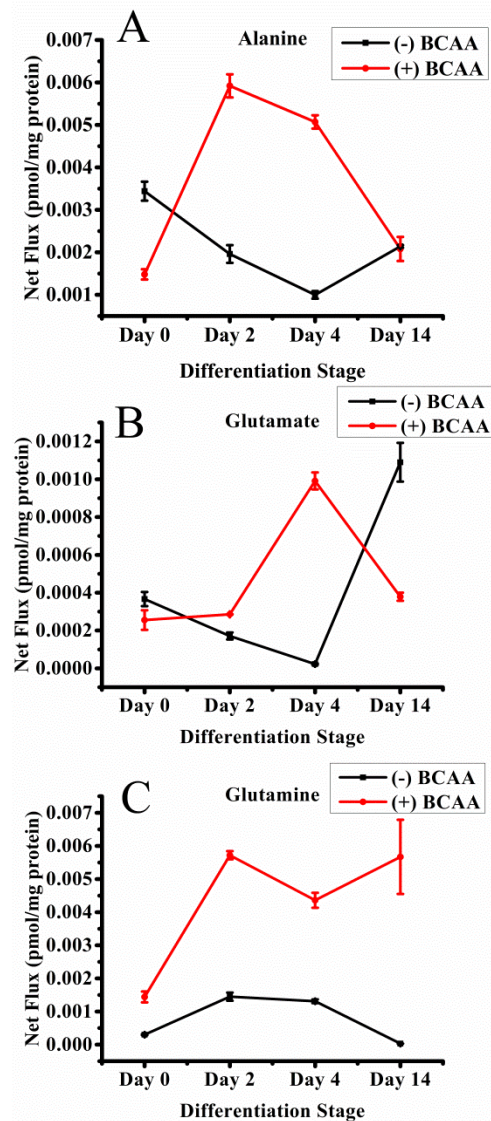 A
Alanine
(-) BCAA
(+) BCAA
Net Flux (pmol/mg protein)
0.007
0.006
0.005
0.004
0.003
0.002
0.001
Day 0 Day 2 Day 4 Day 14
Differentiation Stage
B
Glutamate
(-) BCAA
(+) BCAA
Net Flux (pmol/mg protein)
0.0012
0.0010
0.0008
0.0006
0.0004
0.0002
0.0000
Day 0 Day 2 Day 4 Day 14
Differentiation Stage
C
Glutamine
(-) BCAA
(+) BCAA
Net Flux (pmol/mg protein)
0.007
0.006
0.005
0.004
0.003
0.002
0.001
0.000
Day 0 Day 2 Day 4 Day 14
Differentiation Stage